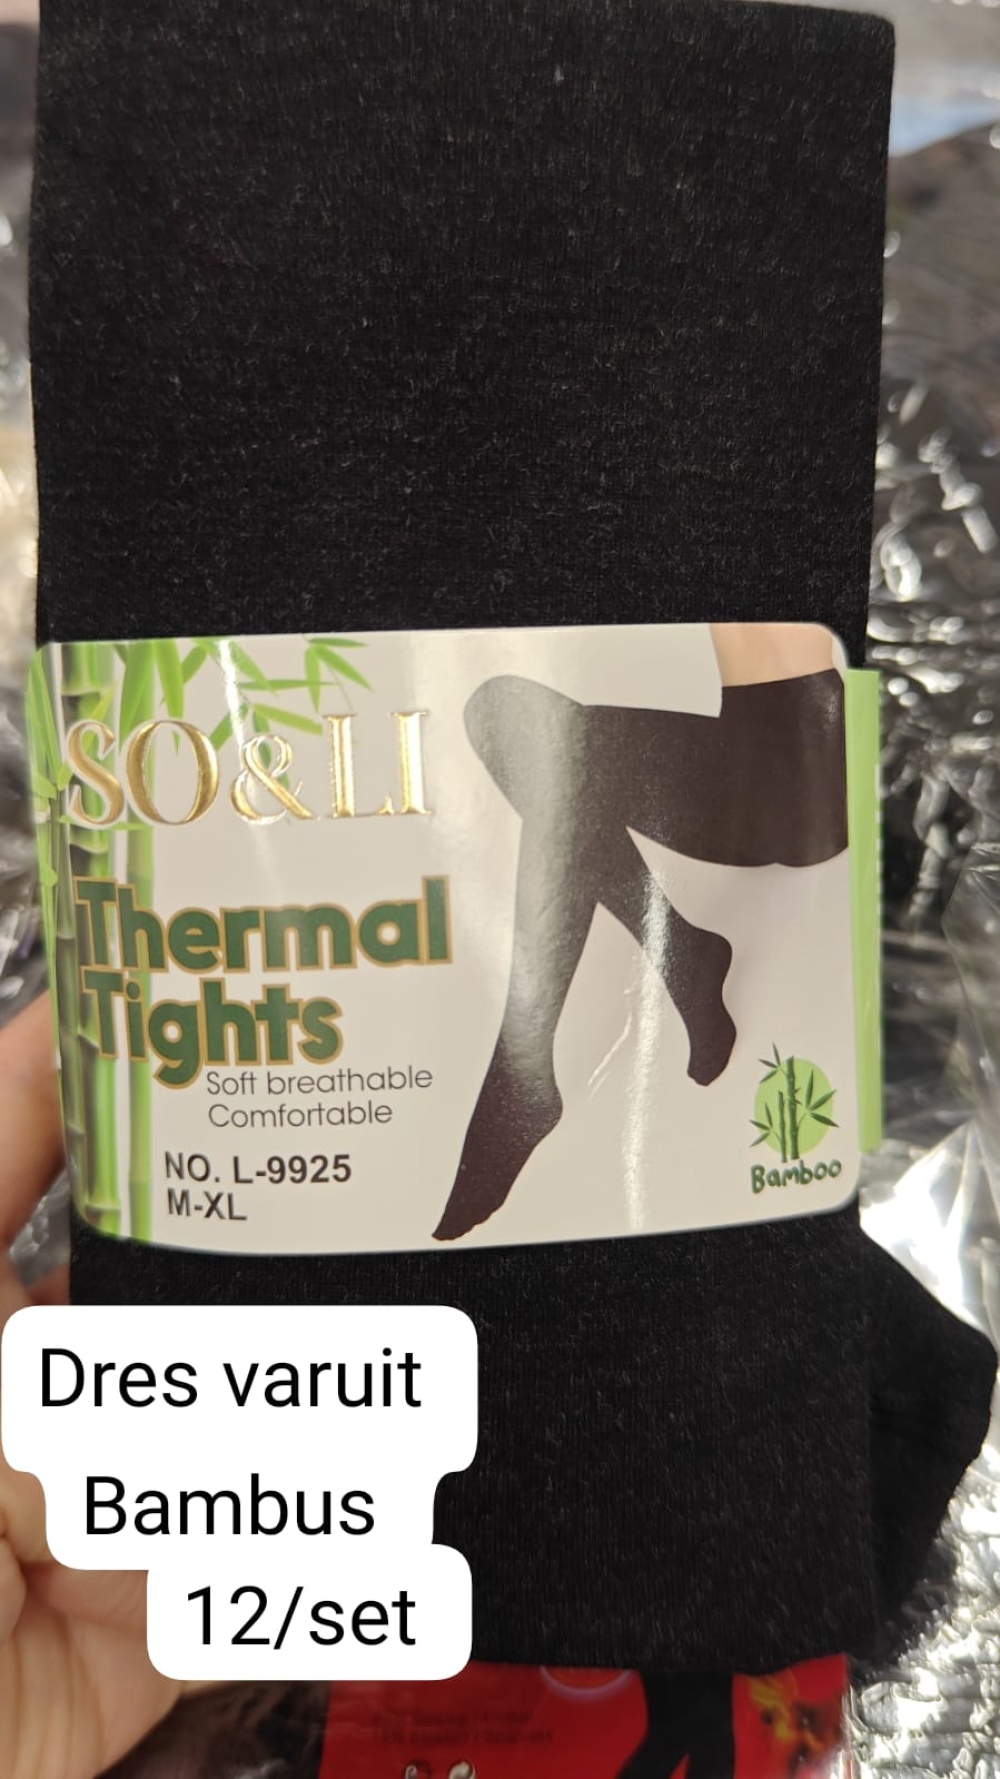 SO&LI
Thermal
Tights
Soft breathable
Comfortable
NO. L-9925
M-XL
Bamboo
Dres varuit
Bambus
12/set